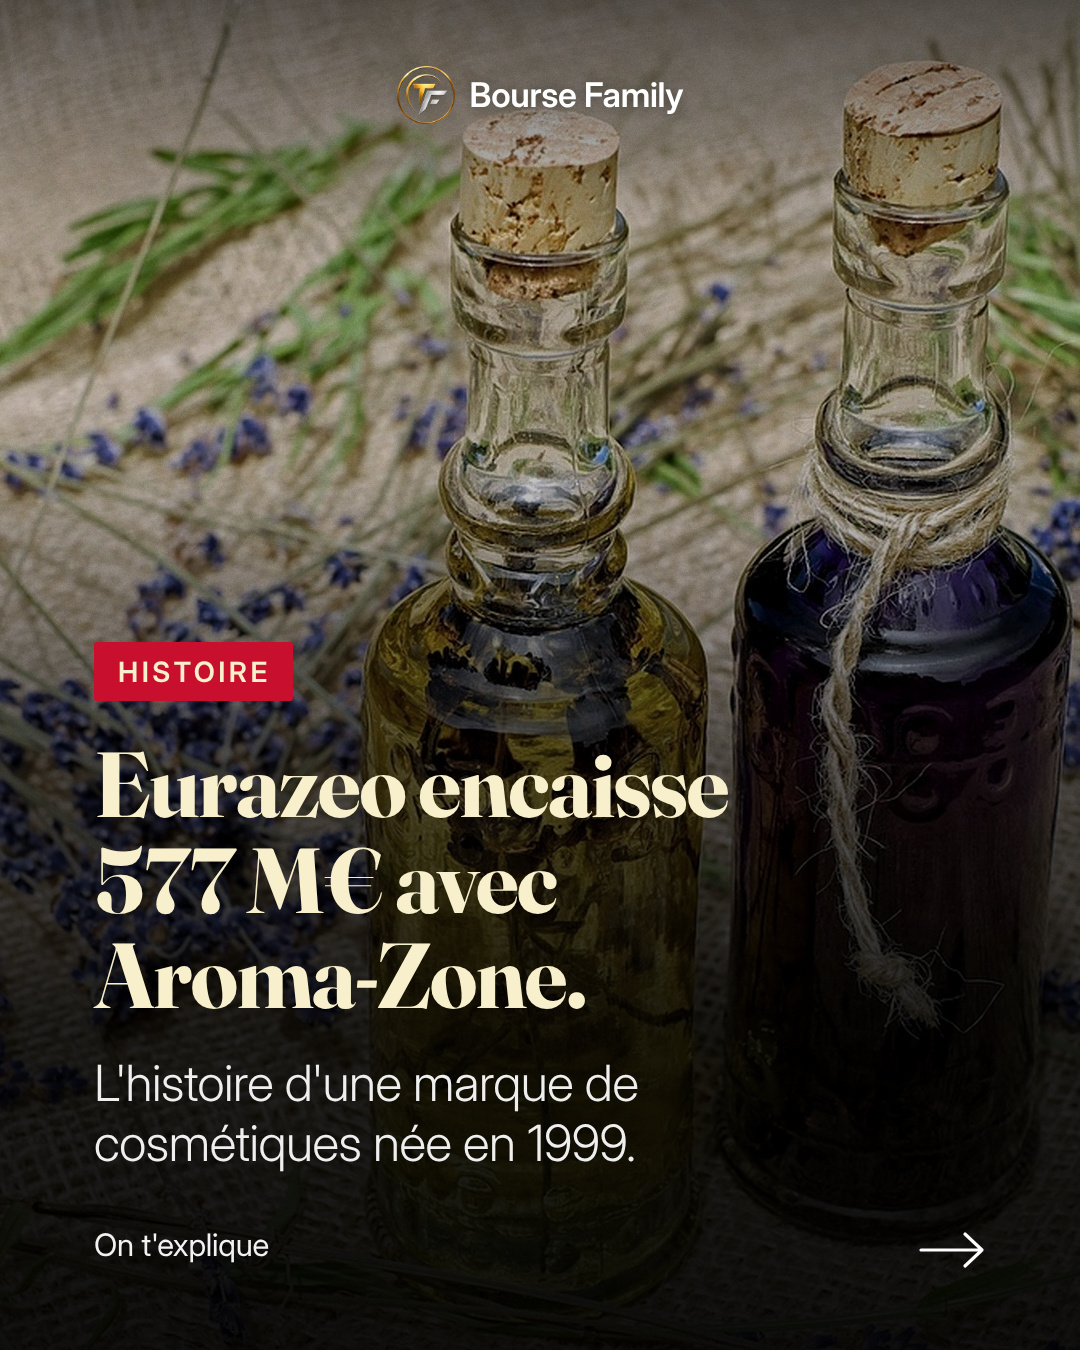 Bourse Family
HISTOIRE
Eurazeo encaisse
577 M€ avec
Aroma-Zone.
L'histoire d'une marque de
cosmétiques née en 1999.
On t'explique